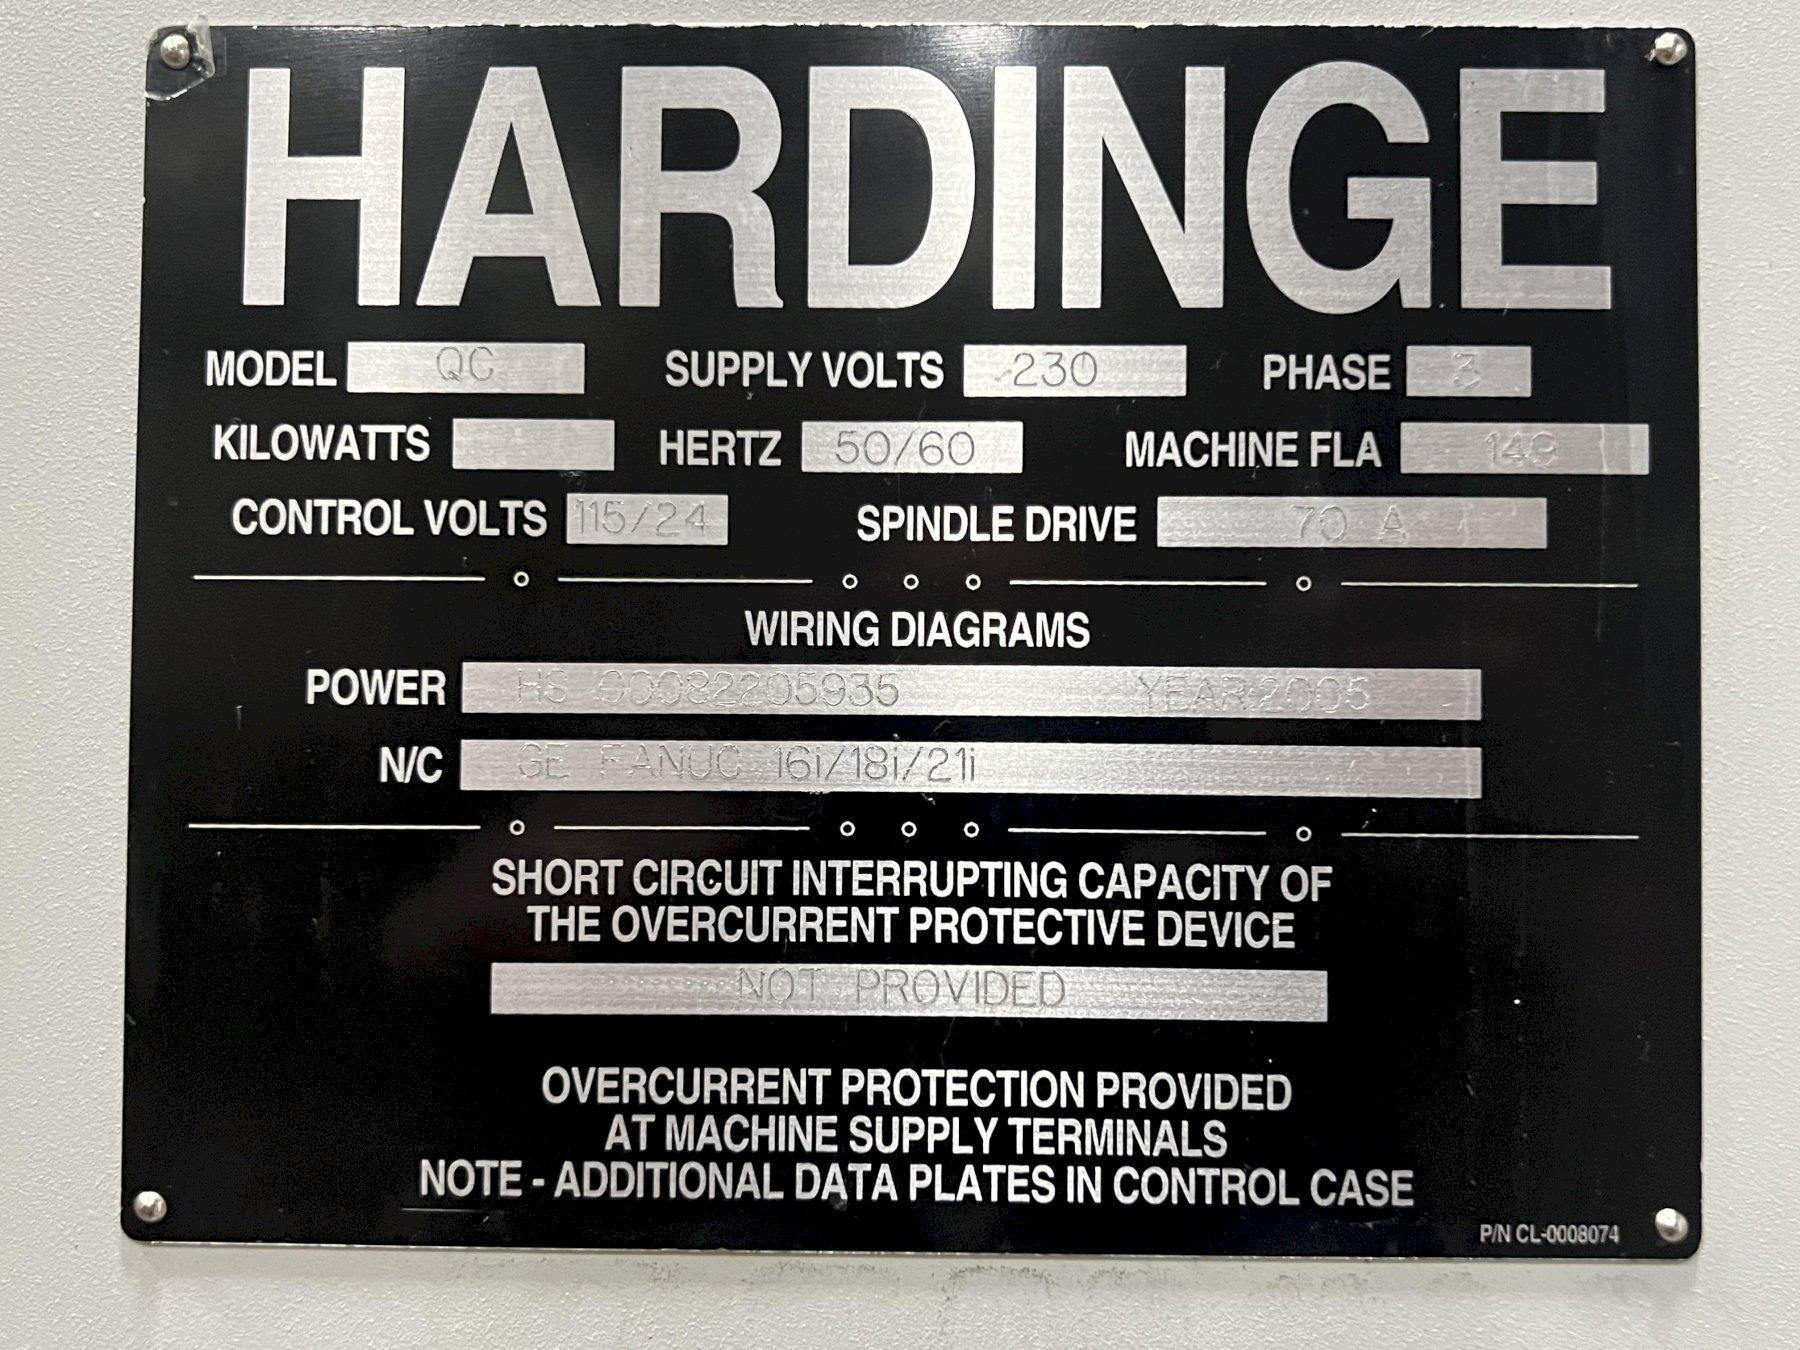 HARDINGE
MODEL QC SUPPLY VOLTS 230 PHASE 3
KILOWATTS HERTZ 50/60 MACHINE FLA
CONTROL VOLTS 115/24 SPINDLE DRIVE 70 A
WIRING DIAGRAMS
POWER HS 00082205935 YEAR:2005
N/C GE FANUC 16i/18i/21i
SHORT CIRCUIT INTERRUPTING CAPACITY OF
THE OVERCURRENT PROTECTIVE DEVICE
NOT PROVIDED
OVERCURRENT PROTECTION PROVIDED
AT MACHINE SUPPLY TERMINALS
NOTE - ADDITIONAL DATA PLATES IN CONTROL CASE
P/N CL-0008074